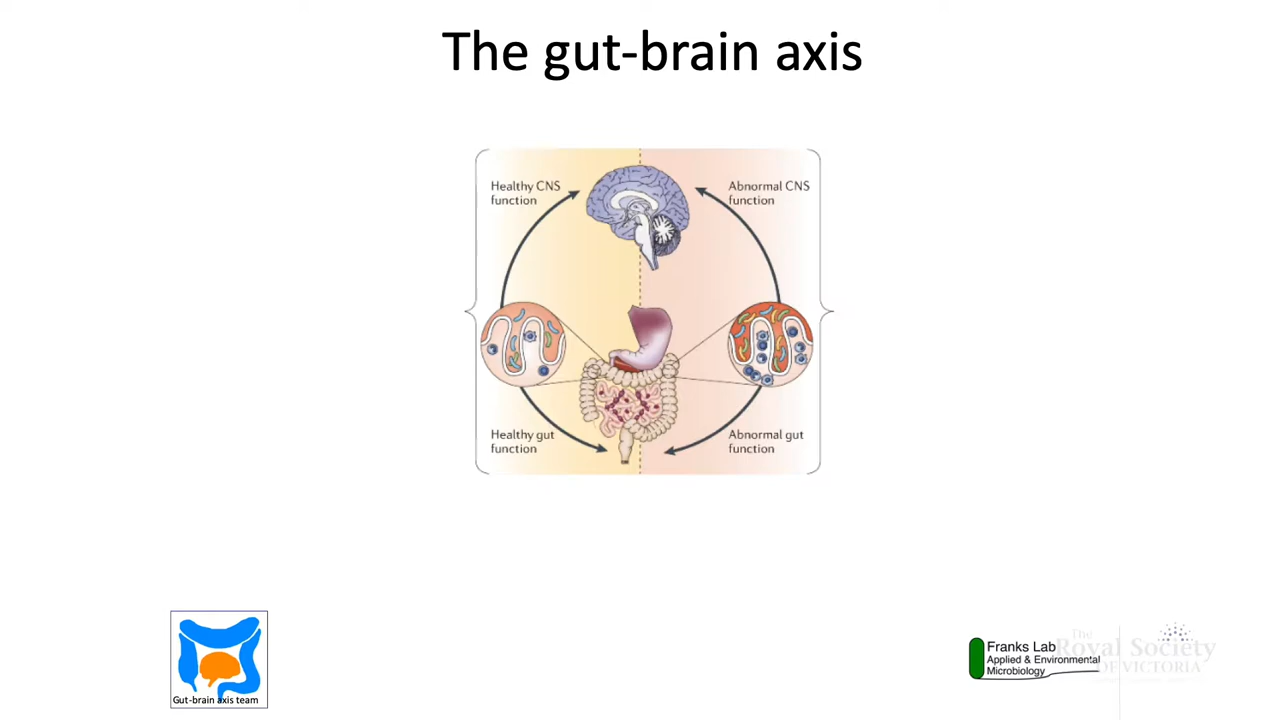 The gut-brain axis
Healthy CNS
function
Abnormal CNS
function
Healthy gut
function
Abnormal gut
function
Gut-brain axis team
Franks Lab
Applied & Environmental
Microbiology
The
Royal Society
OF VICTORIA